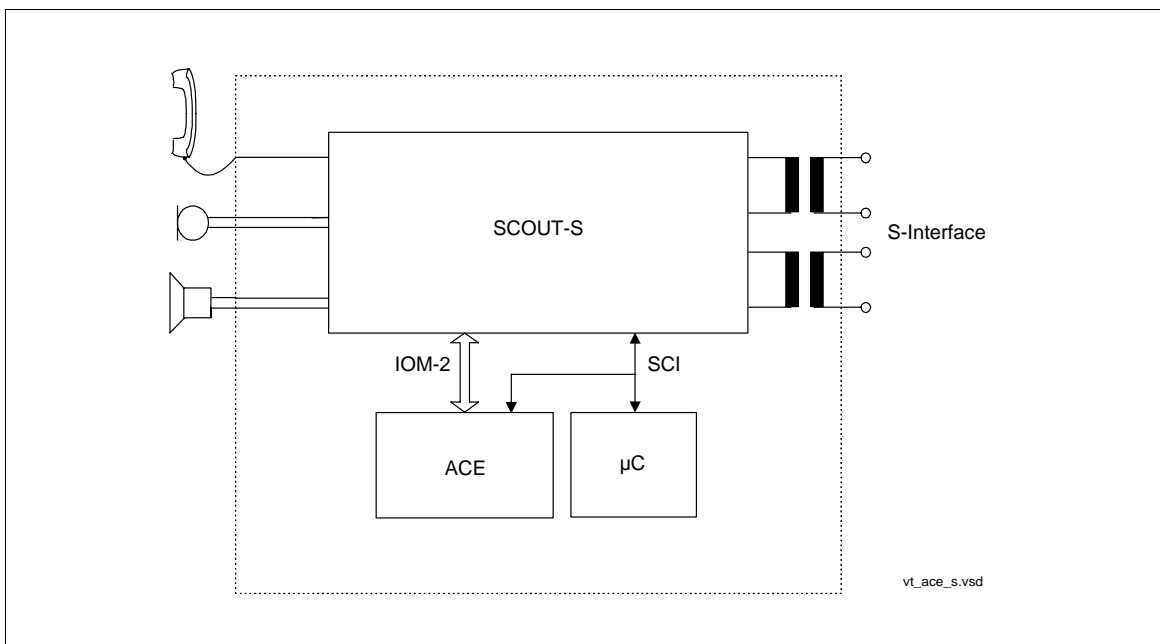 SCOUT-S
S-Interface
IOM-2
SCI
ACE
µC
vt_ace_s.vsd